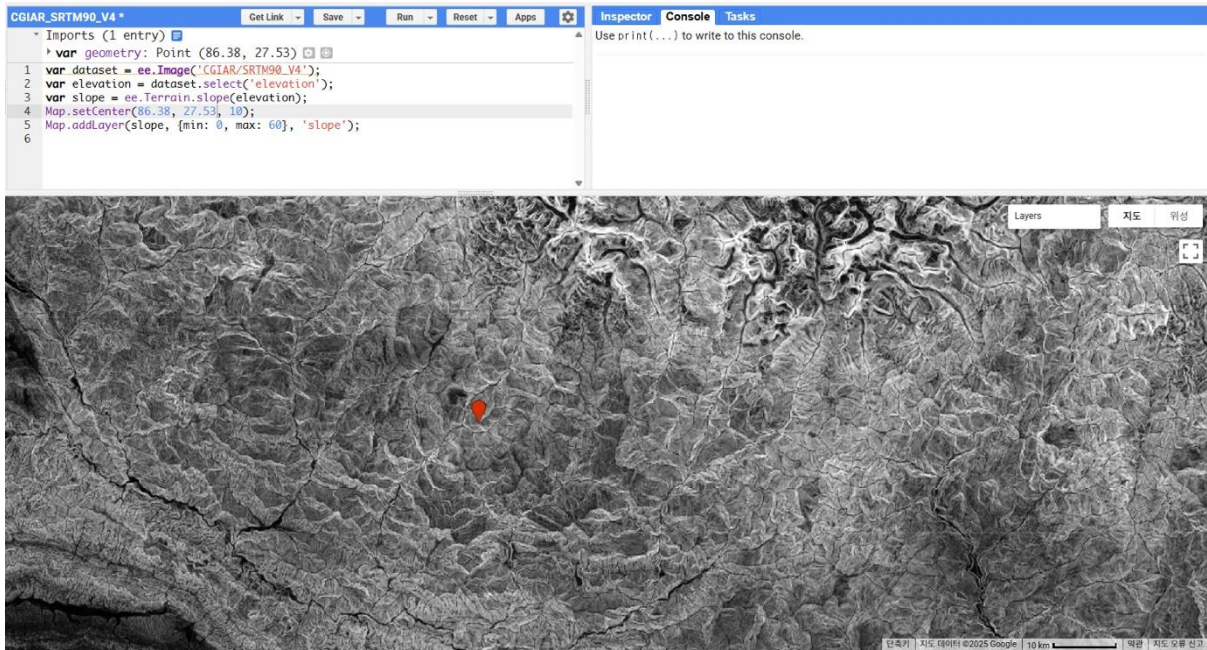 CGIAR_SRTM90_V4 *
Get Link
Save
Run
Reset
Apps
Imports (1 entry)
var geometry: Point (86.38, 27.53)
1 var dataset = ee.Image('CGIAR/SRTM90_V4');
2 var elevation = dataset.select('elevation');
3 var slope = ee.Terrain.slope(elevation);
4 Map.setCenter(86.38, 27.53, 10);
5 Map.addLayer(slope, {min: 0, max: 60}, 'slope');
6
Inspector Console Tasks
Use print(...) to write to this console.
Layers
지도 위성
단축키 지도 데이터 ©2025 Google 10 km 약관 지도 오류 신고